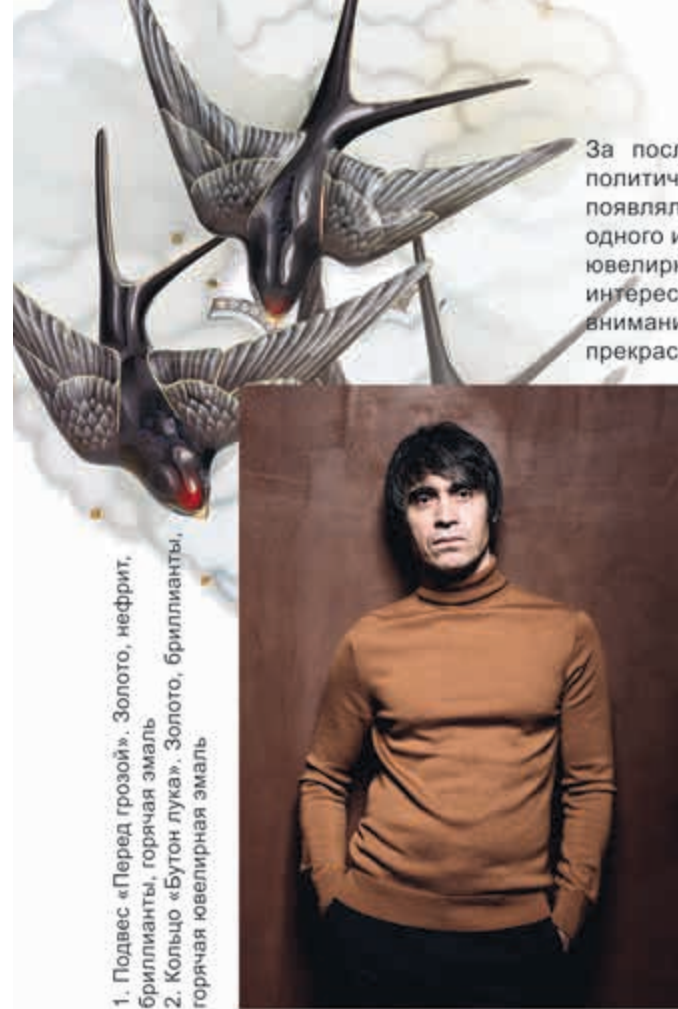 За посл
политич
появлял
одного и
ювелирн
интерес
внимани
прекрас
1. Подвес «Перед грозой». Золото, нефрит,
бриллианты, горячая эмаль
2. Кольцо «Бутон лука». Золото, бриллианты,
горячая ювелирная эмаль